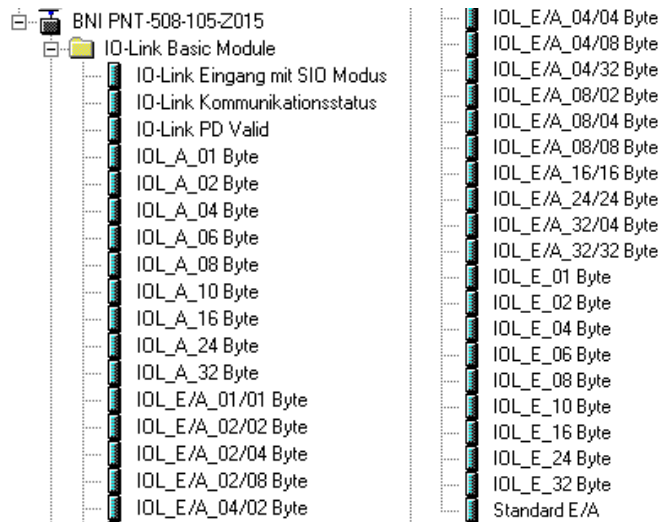 BNI PNT-508-105-Z015
IO-Link Basic Module
IO-Link Eingang mit SIO Modus
IO-Link Kommunikationsstatus
IO-Link PD Valid
IOL_A_01 Byte
IOL_A_02 Byte
IOL_A_04 Byte
IOL_A_06 Byte
IOL_A_08 Byte
IOL_A_10 Byte
IOL_A_16 Byte
IOL_A_24 Byte
IOL_A_32 Byte
IOL_E/A_01/01 Byte
IOL_E/A_02/02 Byte
IOL_E/A_02/04 Byte
IOL_E/A_02/08 Byte
IOL_E/A_04/02 Byte
IOL_E/A_04/04 Byte
IOL_E/A_04/08 Byte
IOL_E/A_04/32 Byte
IOL_E/A_08/02 Byte
IOL_E/A_08/04 Byte
IOL_E/A_08/08 Byte
IOL_E/A_16/16 Byte
IOL_E/A_24/24 Byte
IOL_E/A_32/04 Byte
IOL_E/A_32/32 Byte
IOL_E_01 Byte
IOL_E_02 Byte
IOL_E_04 Byte
IOL_E_06 Byte
IOL_E_08 Byte
IOL_E_10 Byte
IOL_E_16 Byte
IOL_E_24 Byte
IOL_E_32 Byte
Standard E/A